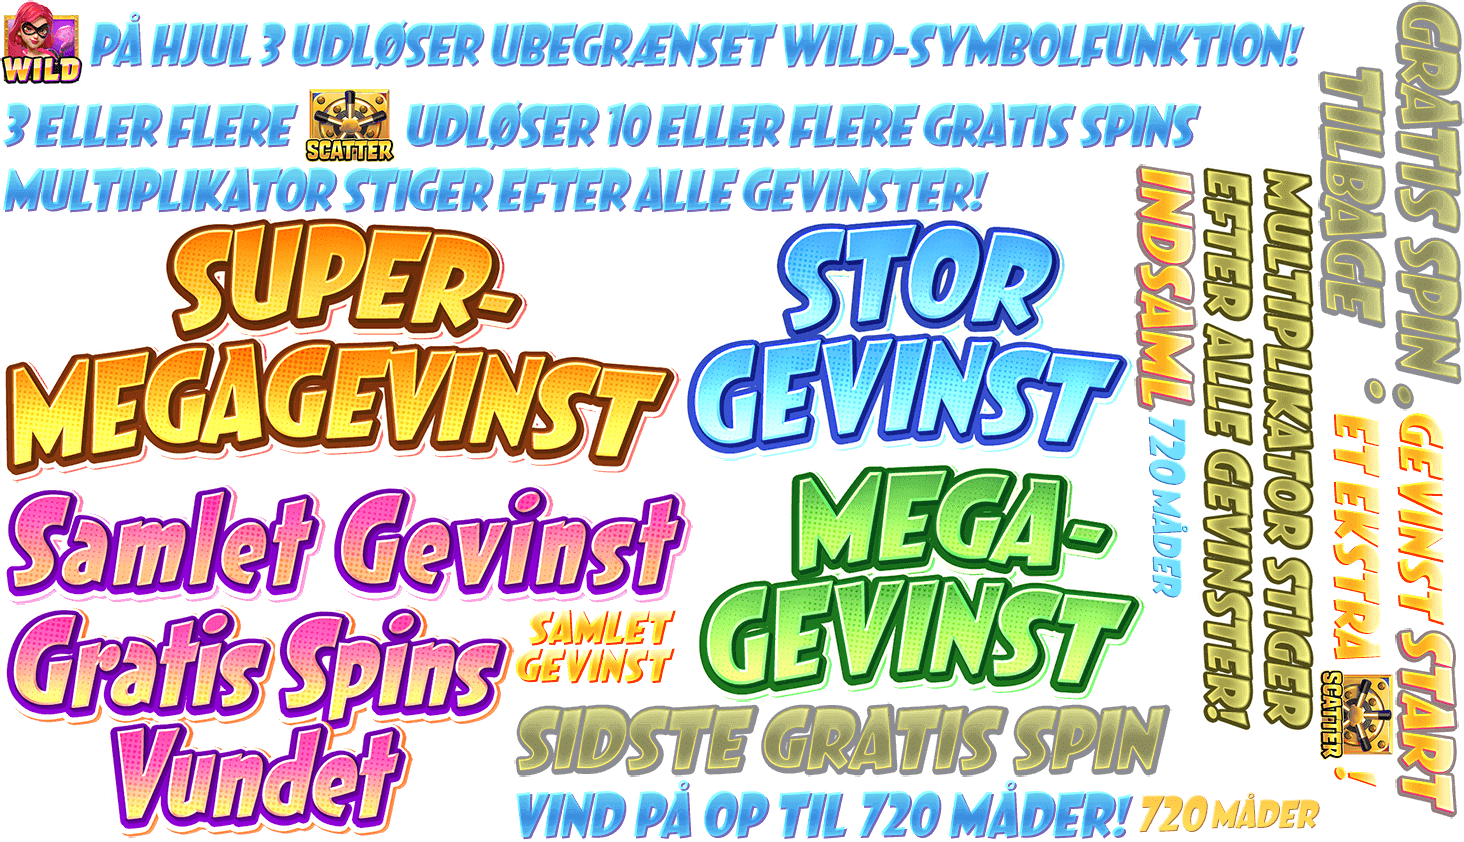 WILD PÅ HJUL 3 UDLØSER UBEGRÆNSET WILD-SYMBOLFUNKTION!
3 ELLER FLERE SCATTER UDLØSER 10 ELLER FLERE GRATIS SPINS
MULTIPLIKATOR STIGER EFTER ALLE GEVINSTER!
SUPER-
MEGAGEVINST
STOR
GEVINST
Samlet Gevinst
Gratis Spins
Vundet
SAMLET
GEVINST
MEGA-
GEVINST
SIDSTE GRATIS SPIN
VIND PÅ OP TIL 720 MÅDER!
720 MÅDER
GRATIS SPIN :
TILBAGE :
MULTIPLIKATOR STIGER
EFTER ALLE GEVINSTER!
INDSAML
720 MÅDER
GEVINST
ET EKSTRA SCATTER !
START